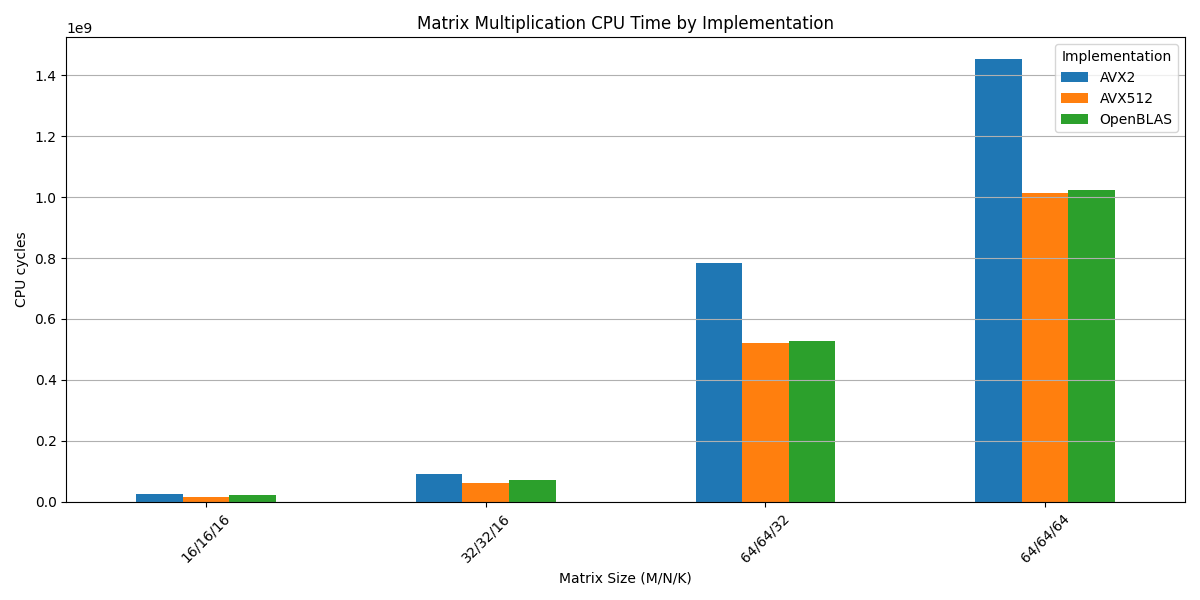 Matrix Multiplication CPU Time by Implementation
1e9
Implementation
AVX2
AVX512
OpenBLAS
1.4
1.2
1.0
0.8
0.6
0.4
0.2
0.0
CPU cycles
16/16/16
32/32/16
64/64/32
64/64/64
Matrix Size (M/N/K)